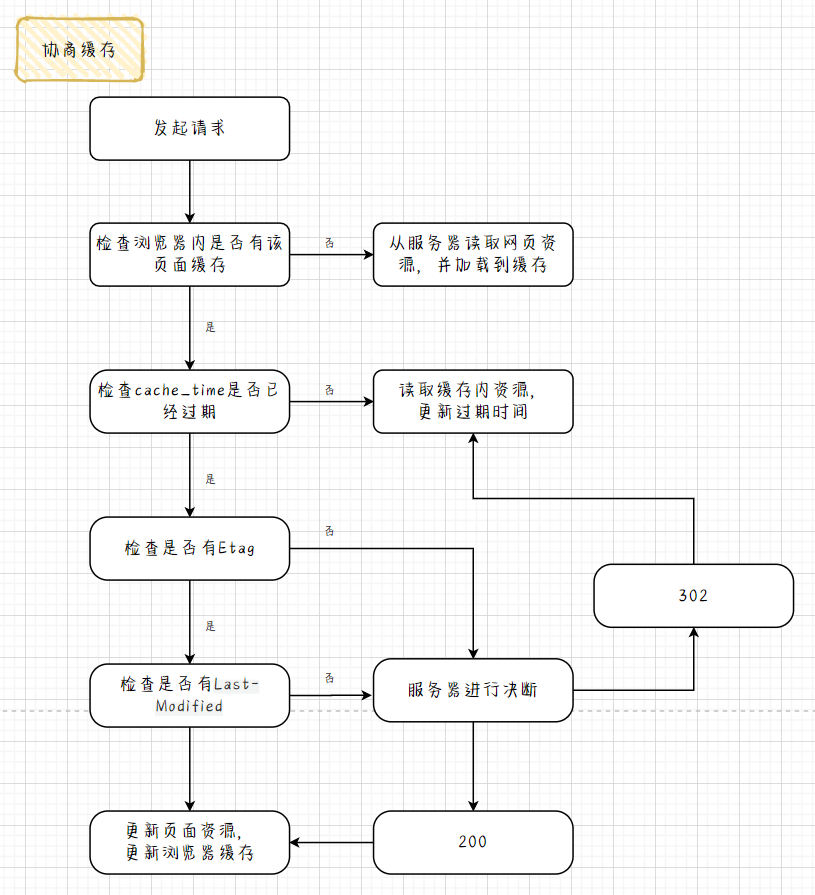 协商缓存
发起请求
检查浏览器内是否有该
页面缓存
否
从服务器读取网页资
源，并加载到缓存
是
检查cache_time是否已
经过期
否
读取缓存内资源，
更新过期时间
是
检查是否有Etag
否
302
是
检查是否有Last-
Modified
否
服务器进行决断
更新页面资源，
更新浏览器缓存
200